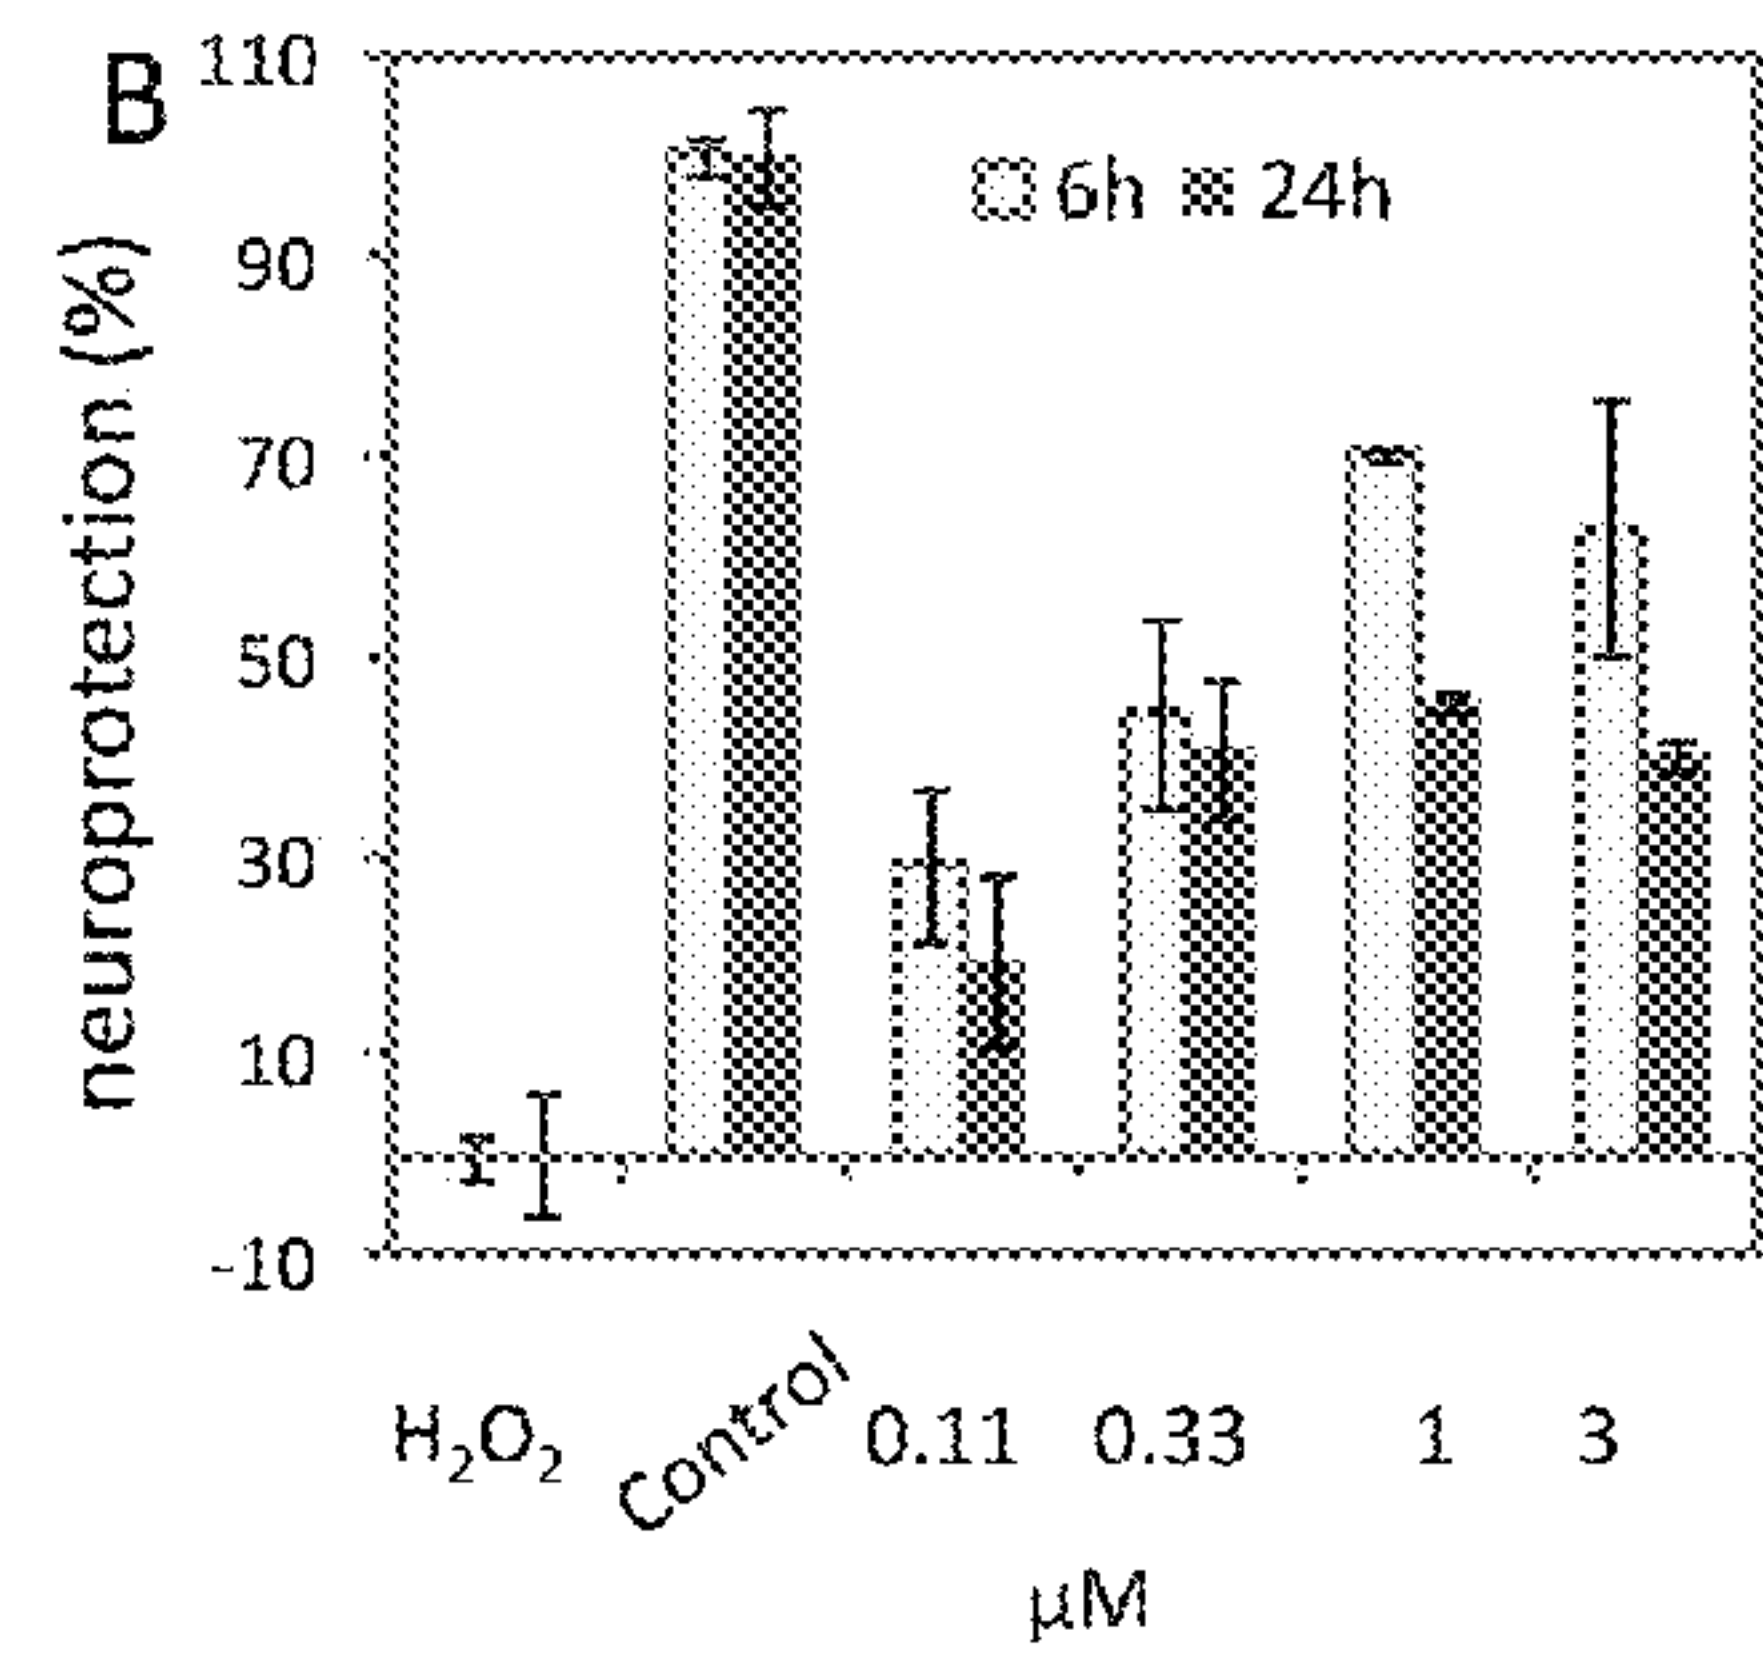 B
110
90
70
50
30
10
-10
neuroprotection (%)
6h 24h
H₂O₂ Control 0.11 0.33 1 3
µM